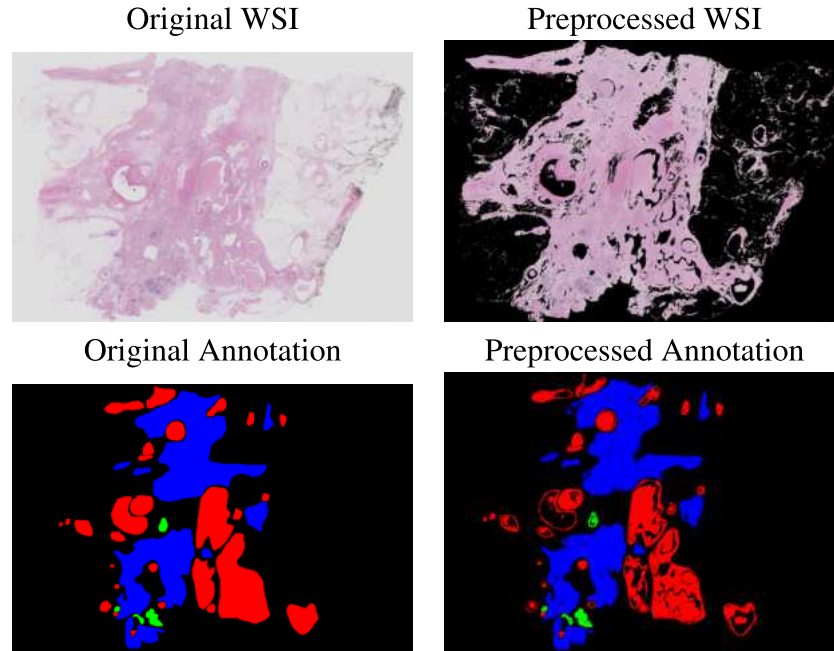 Original WSI
Preprocessed WSI
Original Annotation
Preprocessed Annotation